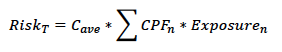 Risk_T = C_ave * ∑ CPF_n * Exposure_n